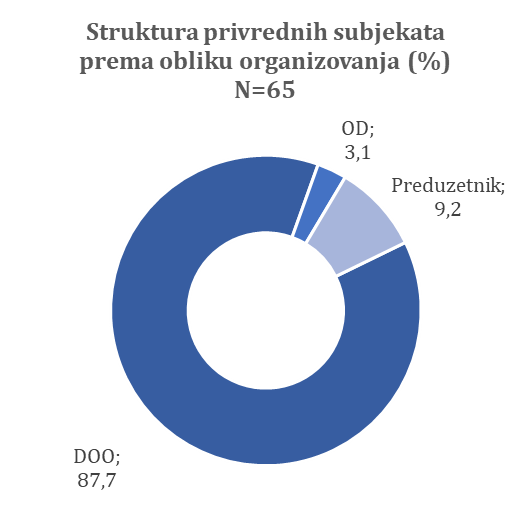 Struktura privrednih subjekata
prema obliku organizovanja (%)
N=65
OD;
3,1
Preduzetnik;
9,2
DOO;
87,7